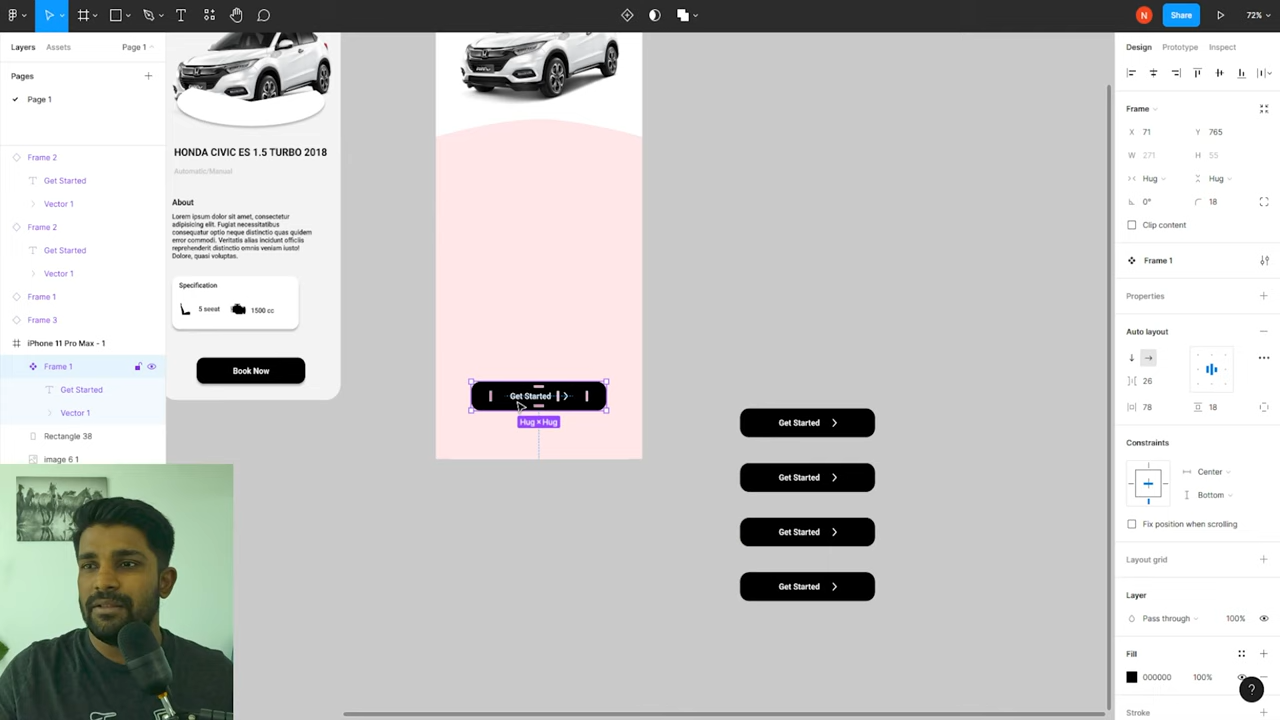 N
Share
72%
Layers
Assets
Page 1
Pages
Page 1
Frame 2
Get Started
Vector 1
Frame 2
Get Started
Vector 1
Frame 1
Frame 3
iPhone 11 Pro Max - 1
Frame 1
Get Started
Vector 1
Rectangle 38
image 6 1
HONDA CIVIC ES 1.5 TURBO 2018
Automatic/Manual
About
Lorem ipsum dolor sit amet, consectetur
adipisicing elit. Fugiat necessitatibus
consequatur optio neque distinctio quas quidem
error commodi. Veritatis alias incidunt officiis
reprehenderit distinctio omnis veniam iusto!
Dolore, quasi voluptas.
Specification
5 seeat
1500 cc
Book Now
Get Started
Hug × Hug
Get Started
Get Started
Get Started
Get Started
Design
Prototype
Inspect
Frame
X 71
Y 765
W 271
H 55
Hug
Hug
0°
18
Clip content
Frame 1
Properties
Auto layout
26
78
18
Constraints
Center
Bottom
Fix position when scrolling
Layout grid
Layer
Pass through
100%
Fill
000000
100%
?
Stroke